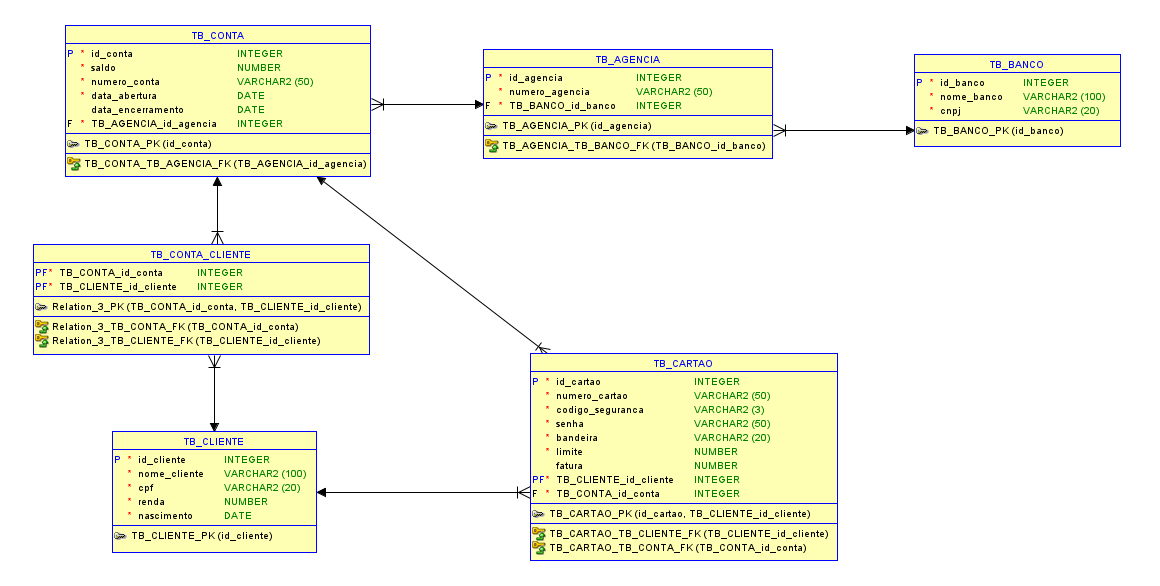 TB_CONTA
P * id_conta INTEGER
* saldo NUMBER
* numero_conta VARCHAR2 (50)
* data_abertura DATE
data_encerramento DATE
F * TB_AGENCIA_id_agencia INTEGER
TB_CONTA_PK (id_conta)
TB_CONTA_TB_AGENCIA_FK (TB_AGENCIA_id_agencia)
TB_AGENCIA
P * id_agencia INTEGER
* numero_agencia VARCHAR2 (50)
F * TB_BANCO_id_banco INTEGER
TB_AGENCIA_PK (id_agencia)
TB_AGENCIA_TB_BANCO_FK (TB_BANCO_id_banco)
TB_BANCO
P * id_banco INTEGER
* nome_banco VARCHAR2 (100)
* cnpj VARCHAR2 (20)
TB_BANCO_PK (id_banco)
TB_CONTA_CLIENTE
PF* TB_CONTA_id_conta INTEGER
PF* TB_CLIENTE_id_cliente INTEGER
Relation_3_PK (TB_CONTA_id_conta, TB_CLIENTE_id_cliente)
Relation_3_TB_CONTA_FK (TB_CONTA_id_conta)
Relation_3_TB_CLIENTE_FK (TB_CLIENTE_id_cliente)
TB_CARTAO
P * id_cartao INTEGER
* numero_cartao VARCHAR2 (50)
* codigo_seguranca VARCHAR2 (3)
* senha VARCHAR2 (50)
* bandeira VARCHAR2 (20)
* limite NUMBER
fatura NUMBER
PF* TB_CLIENTE_id_cliente INTEGER
F * TB_CONTA_id_conta INTEGER
TB_CARTAO_PK (id_cartao, TB_CLIENTE_id_cliente)
TB_CARTAO_TB_CLIENTE_FK (TB_CLIENTE_id_cliente)
TB_CARTAO_TB_CONTA_FK (TB_CONTA_id_conta)
TB_CLIENTE
P * id_cliente INTEGER
* nome_cliente VARCHAR2 (100)
* cpf VARCHAR2 (20)
* renda NUMBER
* nascimento DATE
TB_CLIENTE_PK (id_cliente)